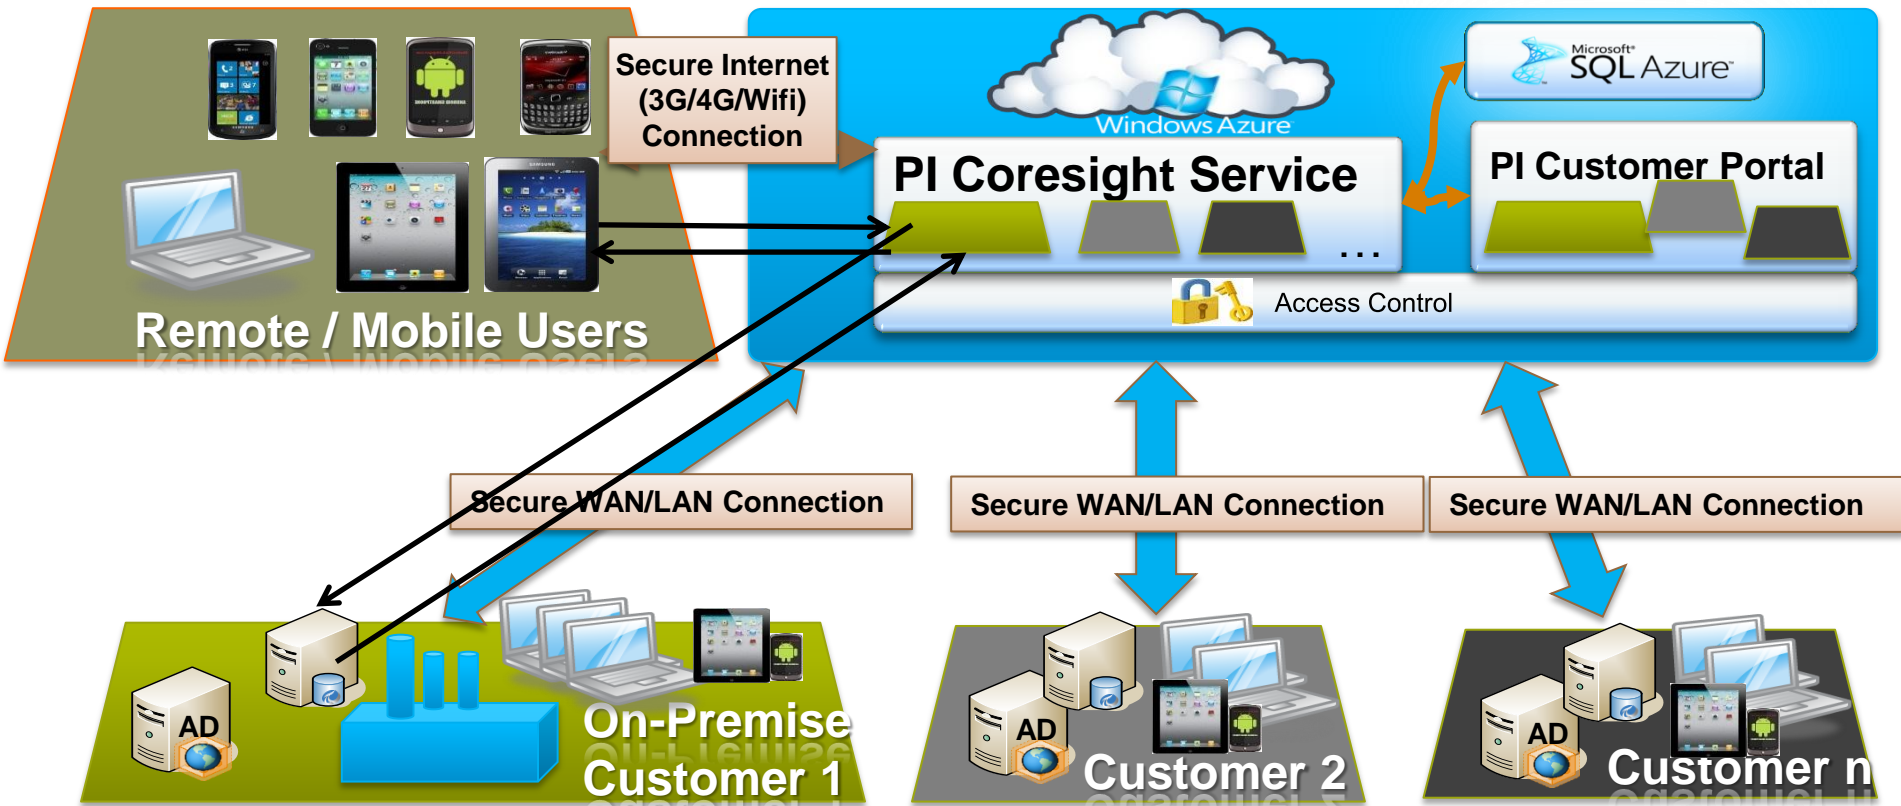 Secure Internet
(3G/4G/Wifi)
Connection
Windows Azure
Microsoft®
SQL Azure™
PI Coresight Service
PI Customer Portal
...
Access Control
SAMSUNG
Remote / Mobile Users
Secure WAN/LAN Connection
Secure WAN/LAN Connection
Secure WAN/LAN Connection
AD
On-Premise
Customer 1
AD
Customer 2
AD
Customer n